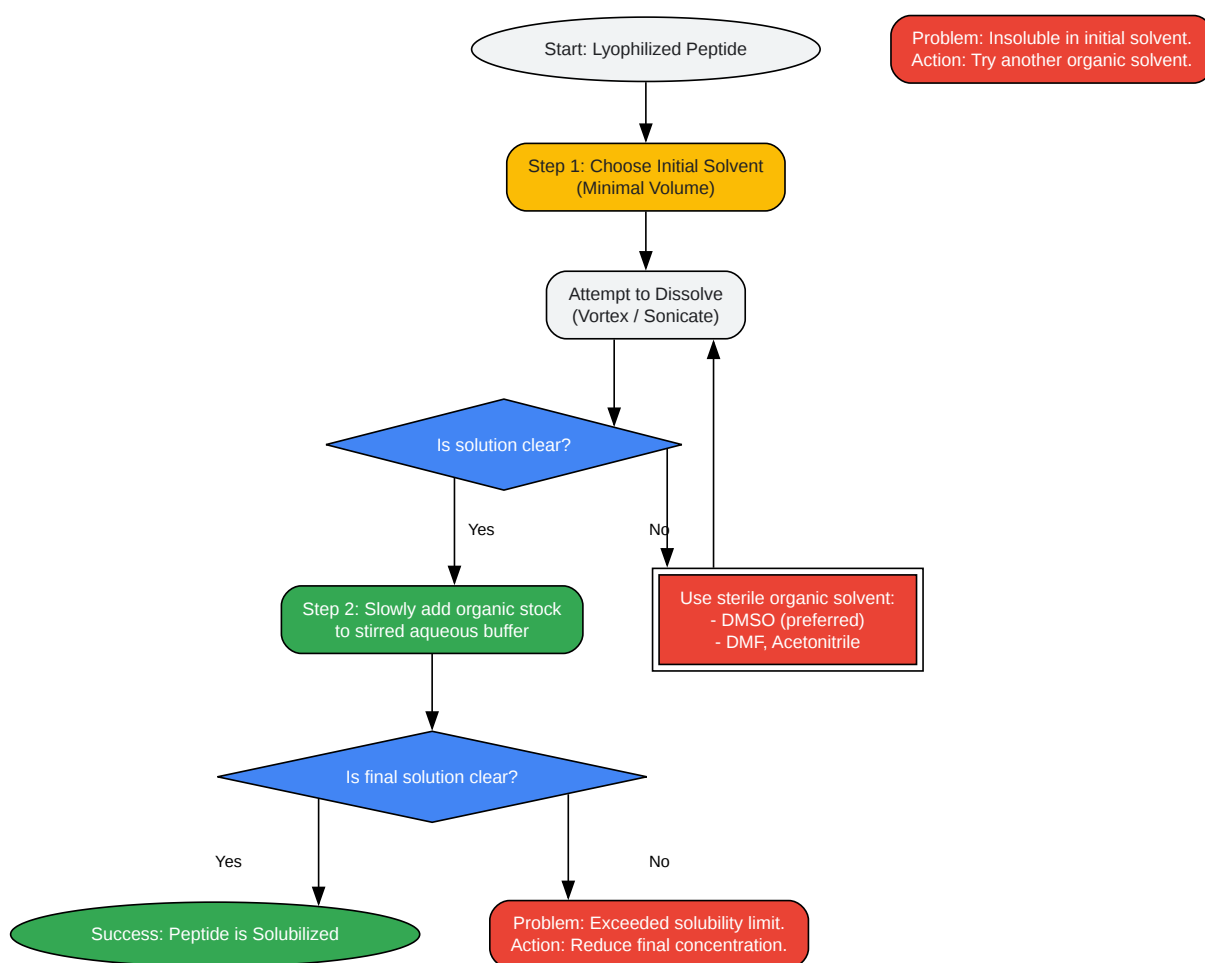 Start: Lyophilized Peptide
Problem: Insoluble in initial solvent.
Action: Try another organic solvent.
Step 1: Choose Initial Solvent
(Minimal Volume)
Attempt to Dissolve
(Vortex / Sonicate)
Is solution clear?
Yes
No
Step 2: Slowly add organic stock
to stirred aqueous buffer
Use sterile organic solvent:
- DMSO (preferred)
- DMF, Acetonitrile
Is final solution clear?
Yes
No
Success: Peptide is Solubilized
Problem: Exceeded solubility limit.
Action: Reduce final concentration.